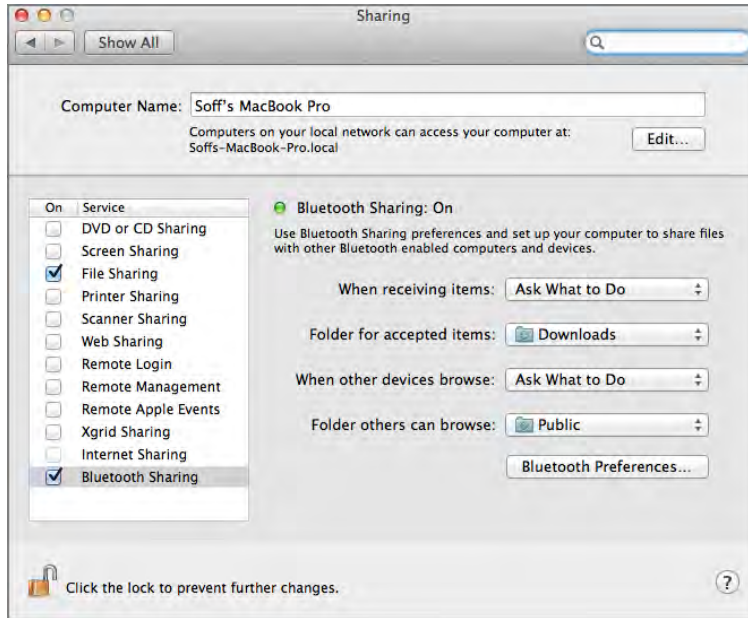 Sharing
Show All
Computer Name: Soff's MacBook Pro
Computers on your local network can access your computer at:
Soffs-MacBook-Pro.local
Edit...
On Service
DVD or CD Sharing
Screen Sharing
File Sharing
Printer Sharing
Scanner Sharing
Web Sharing
Remote Login
Remote Management
Remote Apple Events
Xgrid Sharing
Internet Sharing
Bluetooth Sharing
Bluetooth Sharing: On
Use Bluetooth Sharing preferences and set up your computer to share files
with other Bluetooth enabled computers and devices.
When receiving items: Ask What to Do
Folder for accepted items: Downloads
When other devices browse: Ask What to Do
Folder others can browse: Public
Bluetooth Preferences...
Click the lock to prevent further changes.
?